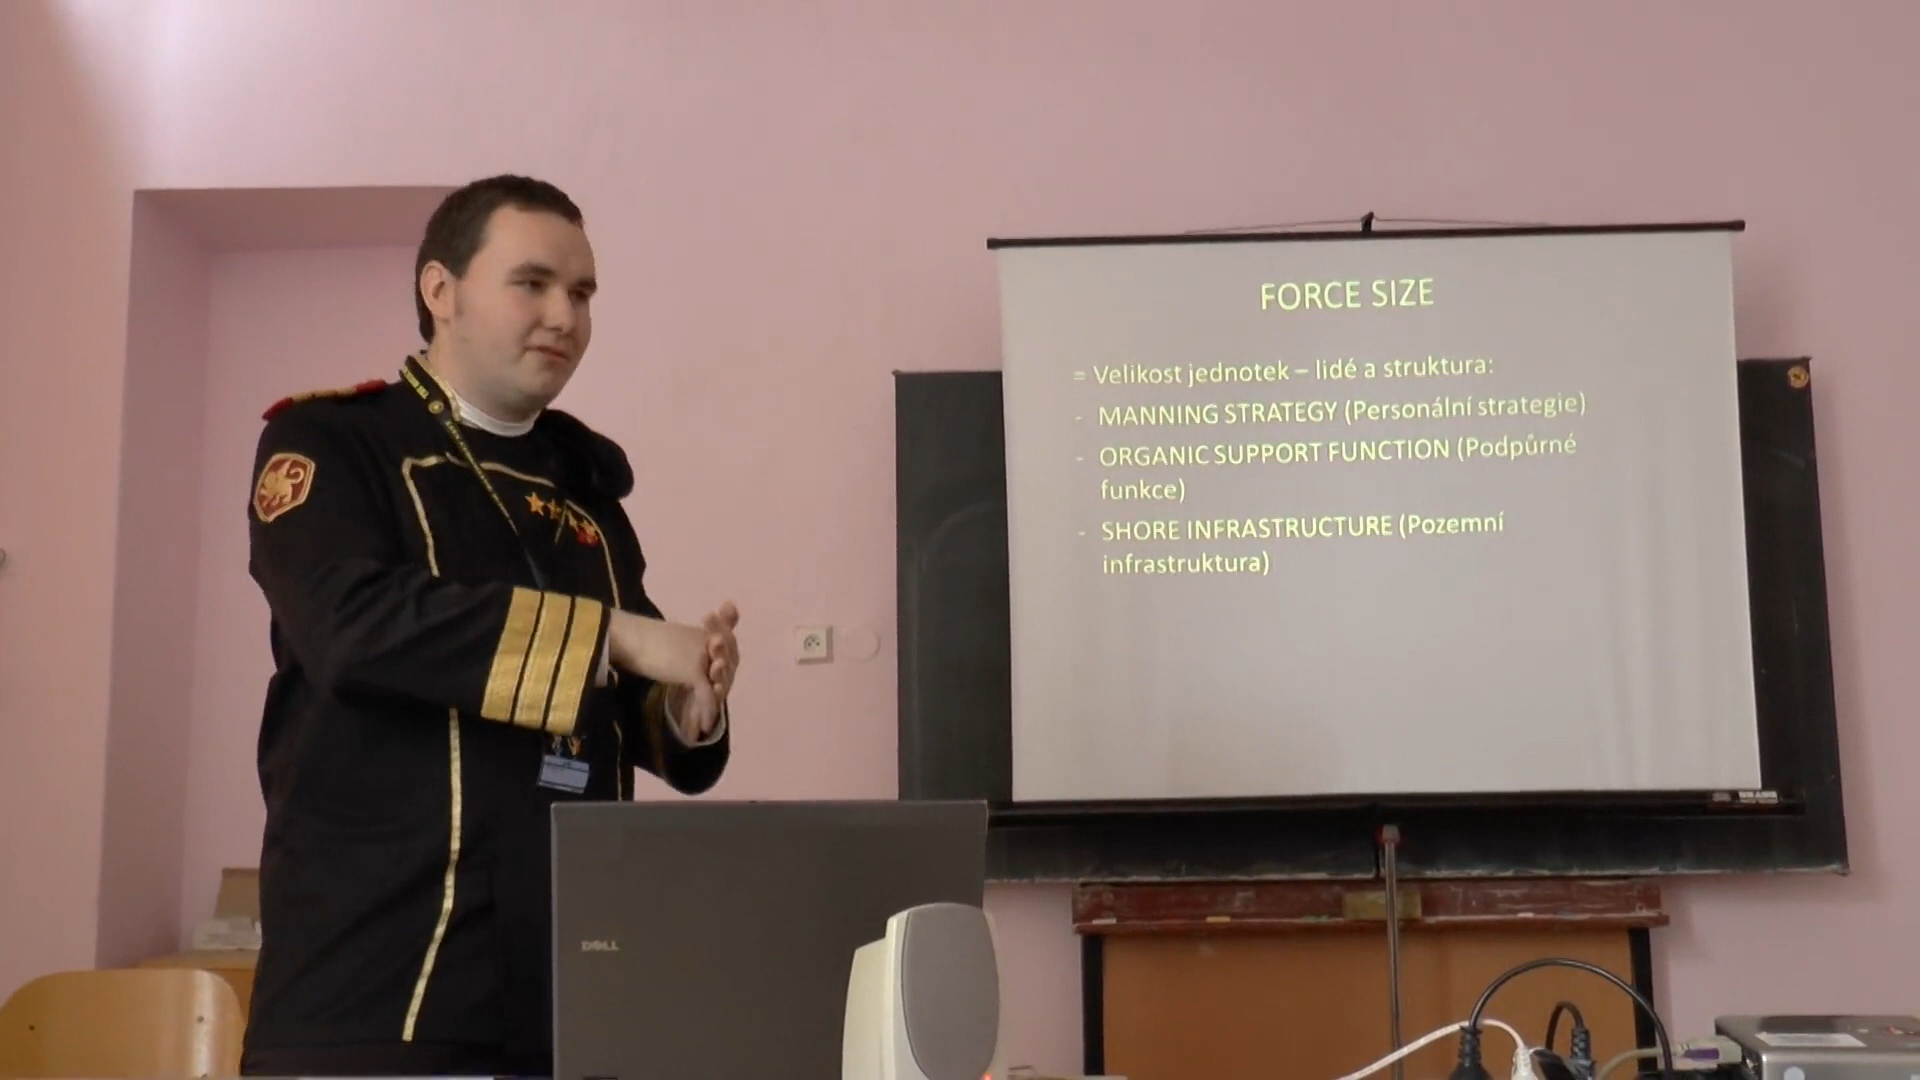 FORCE SIZE
= Velikost jednotek – lidé a struktura:
- MANNING STRATEGY (Personální strategie)
- ORGANIC SUPPORT FUNCTION (Podpůrné
funkce)
- SHORE INFRASTRUCTURE (Pozemní
infrastruktura)
DELL